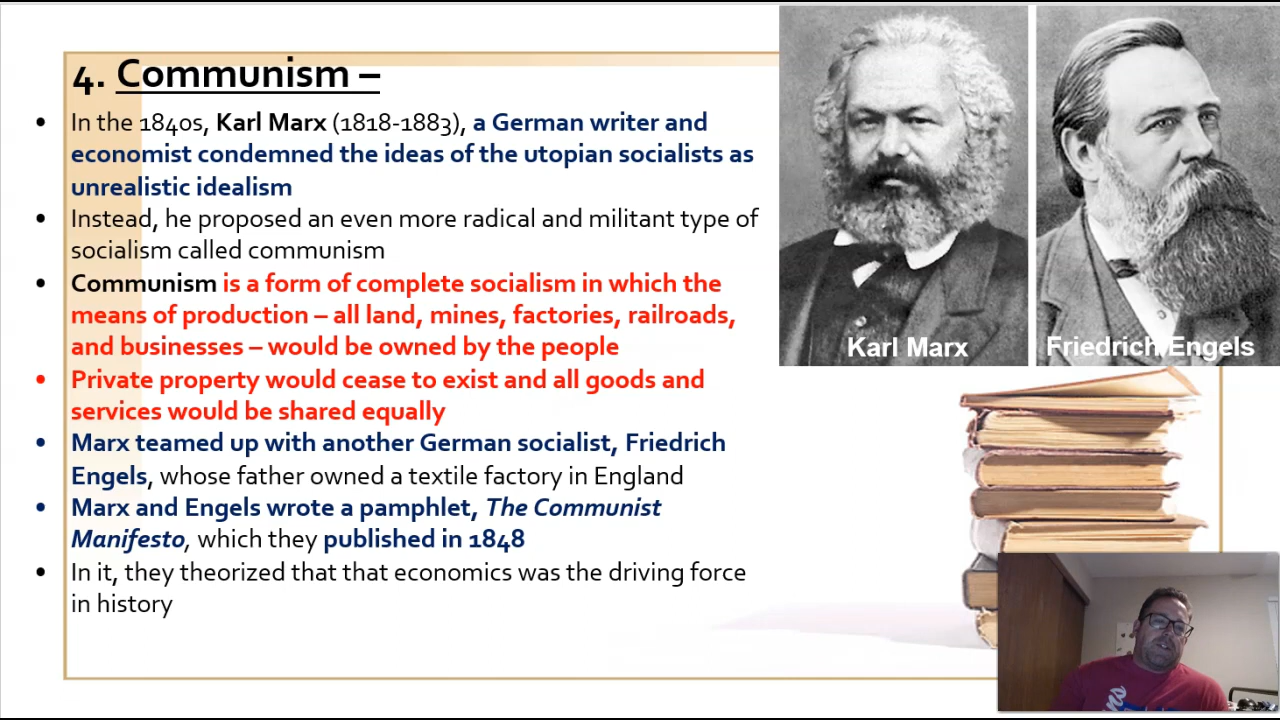 4. Communism –
• In the 1840s, Karl Marx (1818-1883), a German writer and
economist condemned the ideas of the utopian socialists as
unrealistic idealism
• Instead, he proposed an even more radical and militant type of
socialism called communism
• Communism is a form of complete socialism in which the
means of production – all land, mines, factories, railroads,
and businesses – would be owned by the people
• Private property would cease to exist and all goods and
services would be shared equally
• Marx teamed up with another German socialist, Friedrich
Engels, whose father owned a textile factory in England
• Marx and Engels wrote a pamphlet, The Communist
Manifesto, which they published in 1848
• In it, they theorized that that economics was the driving force
in history
Karl Marx
Friedrich Engels